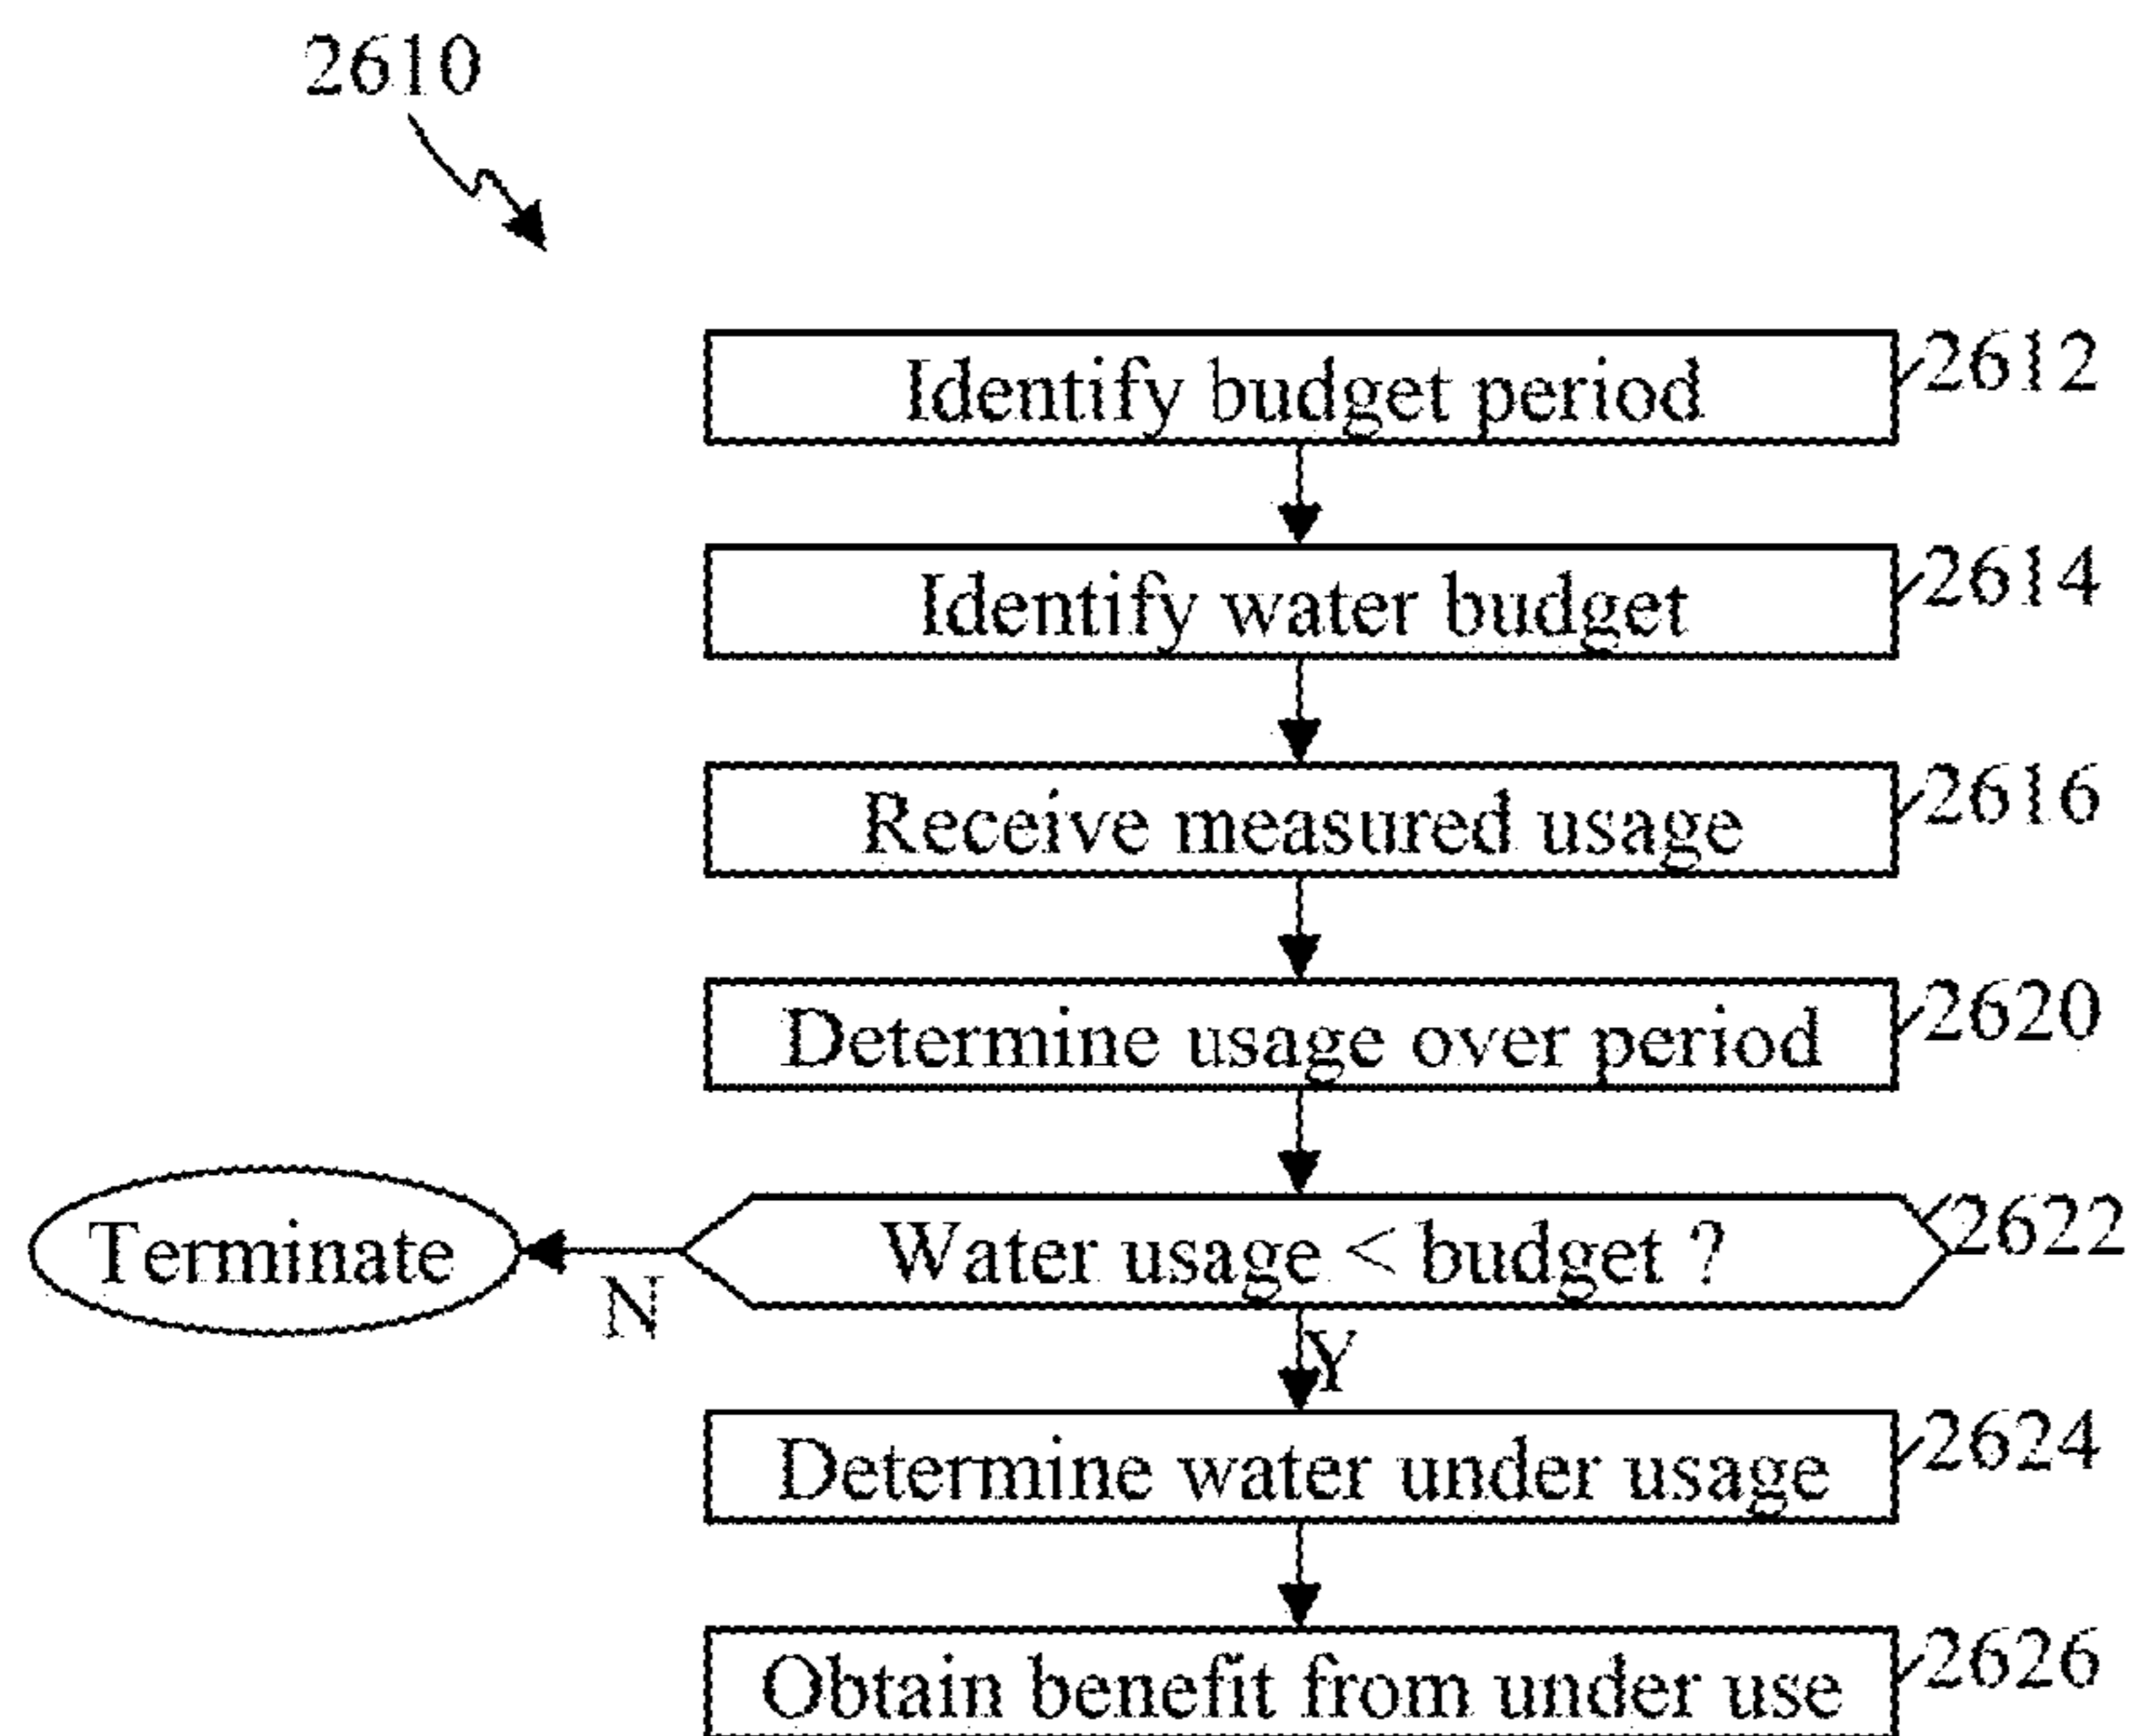 2610
Identify budget period 2612
Identify water budget 2614
Receive measured usage 2616
Determine usage over period 2620
Terminate N Water usage < budget ? 2622
Y
Determine water under usage 2624
Obtain benefit from under use 2626